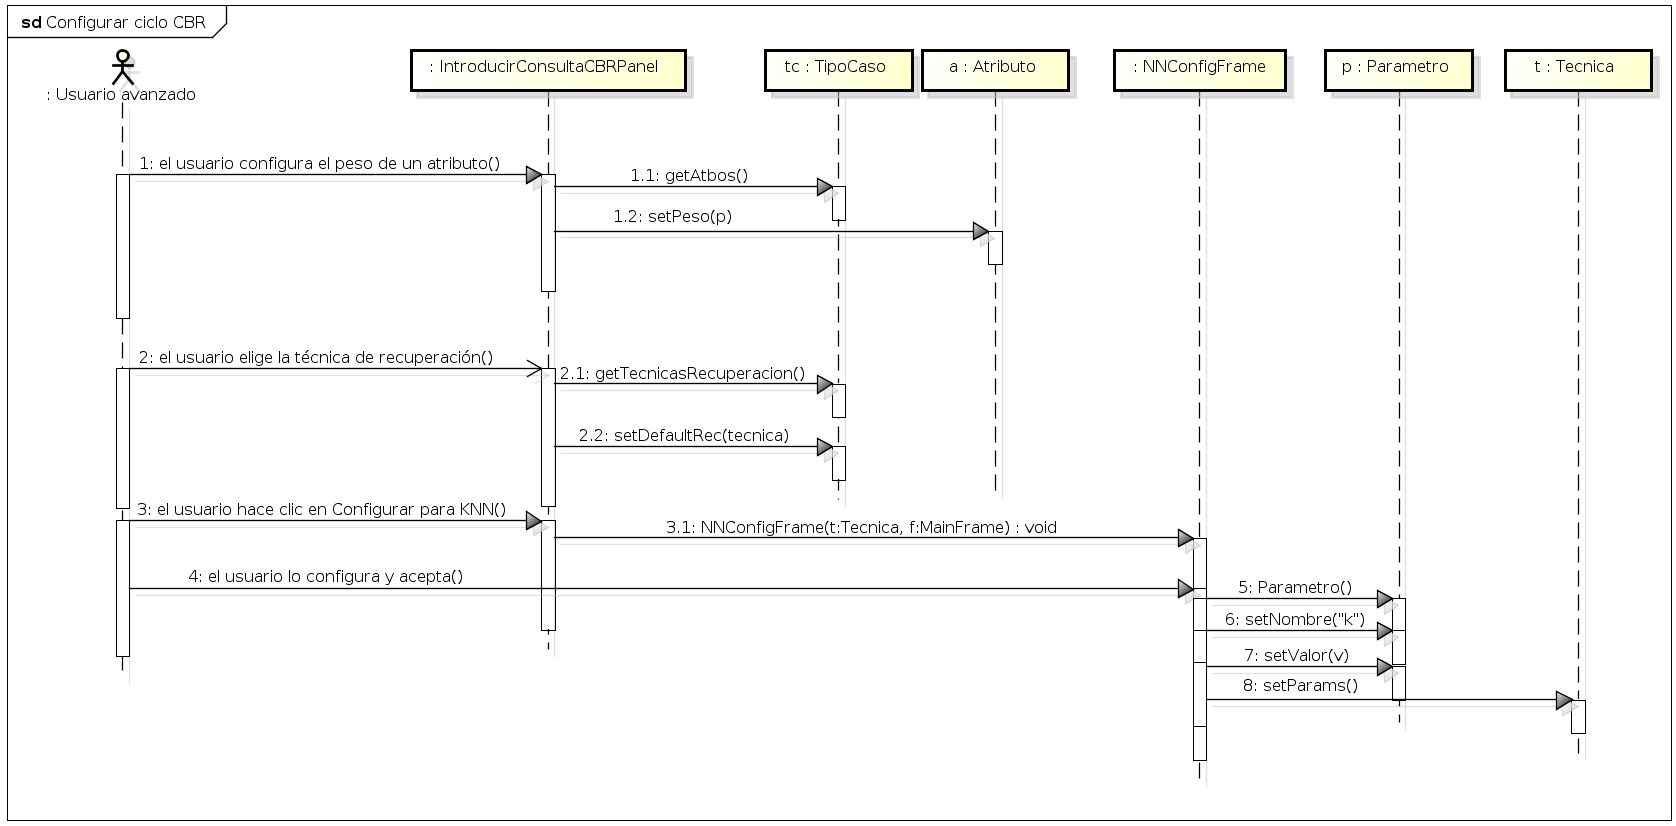 sd Configurar ciclo CBR
: Usuario avanzado
: IntroducirConsultaCBRPanel
tc : TipoCaso
a : Atributo
: NNConfigFrame
p : Parametro
t : Tecnica
1: el usuario configura el peso de un atributo()
1.1: getAtbos()
1.2: setPeso(p)
2: el usuario elige la técnica de recuperación()
2.1: getTecnicasRecuperacion()
2.2: setDefaultRec(tecnica)
3: el usuario hace clic en Configurar para KNN()
3.1: NNConfigFrame(t:Tecnica, f:MainFrame) : void
4: el usuario lo configura y acepta()
5: Parametro()
6: setNombre("k")
7: setValor(v)
8: setParams()